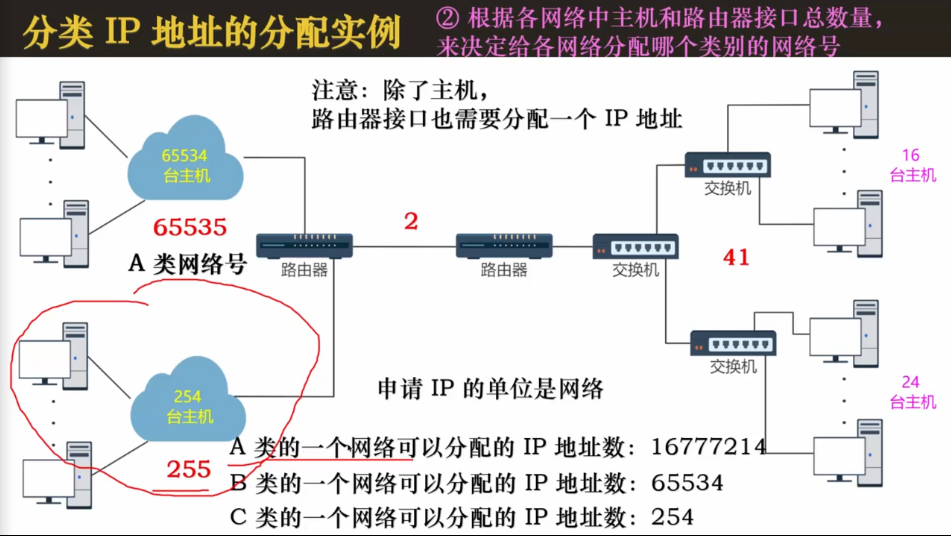 分类 IP 地址的分配实例
② 根据各网络中主机和路由器接口总数量，
来决定给各网络分配哪个类别的网络号
注意：除了主机，
路由器接口也需要分配一个 IP 地址
65534
台主机
65535
A 类网络号
路由器
2
路由器
交换机
交换机
16
台主机
41
交换机
24
台主机
254
台主机
255
申请 IP 的单位是网络
A 类的一个网络可以分配的 IP 地址数：16777214
B 类的一个网络可以分配的 IP 地址数：65534
C 类的一个网络可以分配的 IP 地址数：254